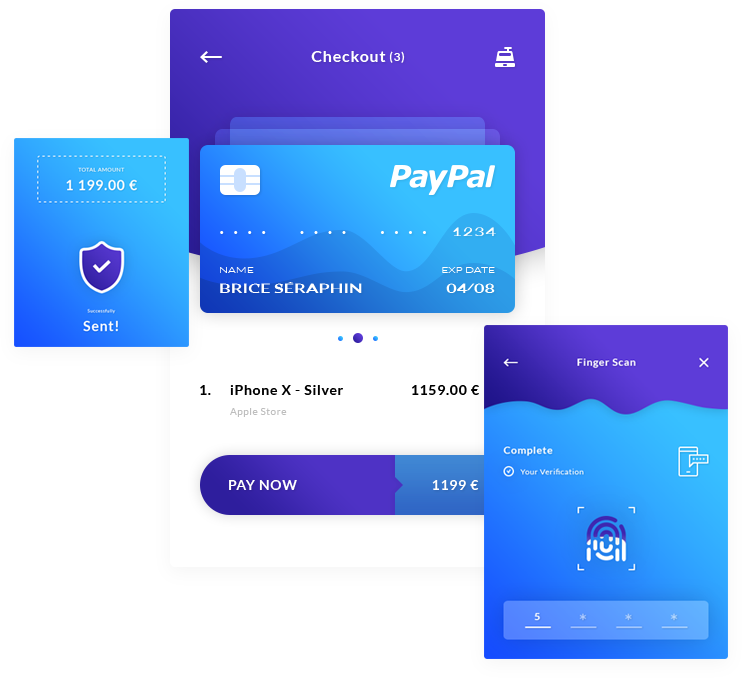 Checkout (3)
TOTAL AMOUNT
1 199.00 €
Successfully
Sent!
PayPal
1234
NAME
BRICE SÉRAPHIN
EXP DATE
04/08
1. iPhone X - Silver 1159.00 €
Apple Store
PAY NOW 1199 €
Finger Scan
Complete
Your Verification
5 * * *